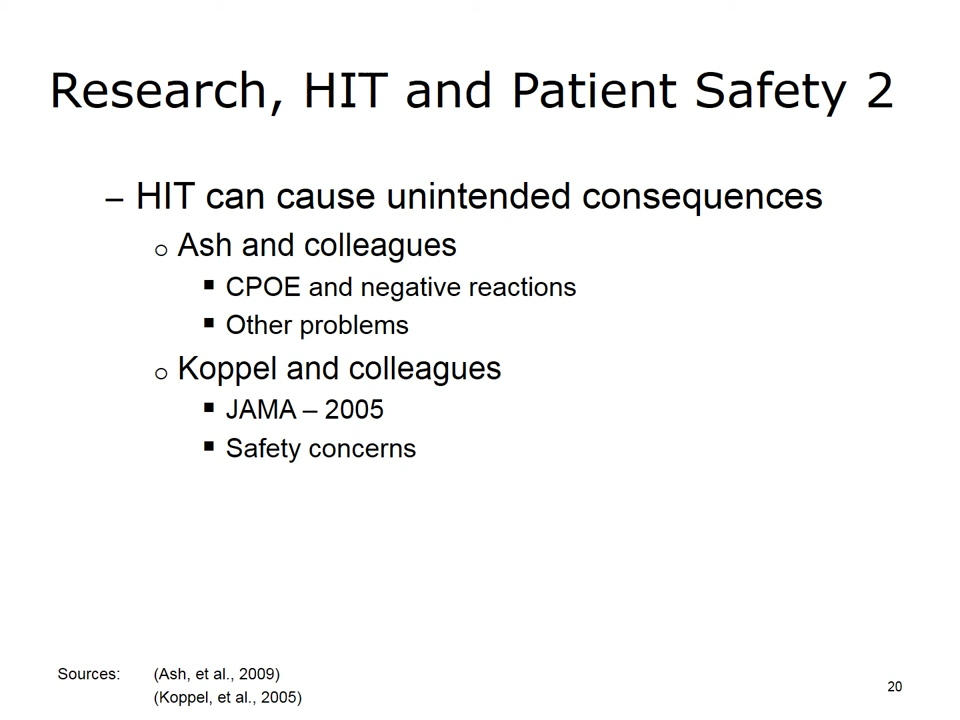 Research, HIT and Patient Safety 2
– HIT can cause unintended consequences
o Ash and colleagues
▪ CPOE and negative reactions
▪ Other problems
o Koppel and colleagues
▪ JAMA – 2005
▪ Safety concerns
Sources: (Ash, et al., 2009)
(Koppel, et al., 2005)
20